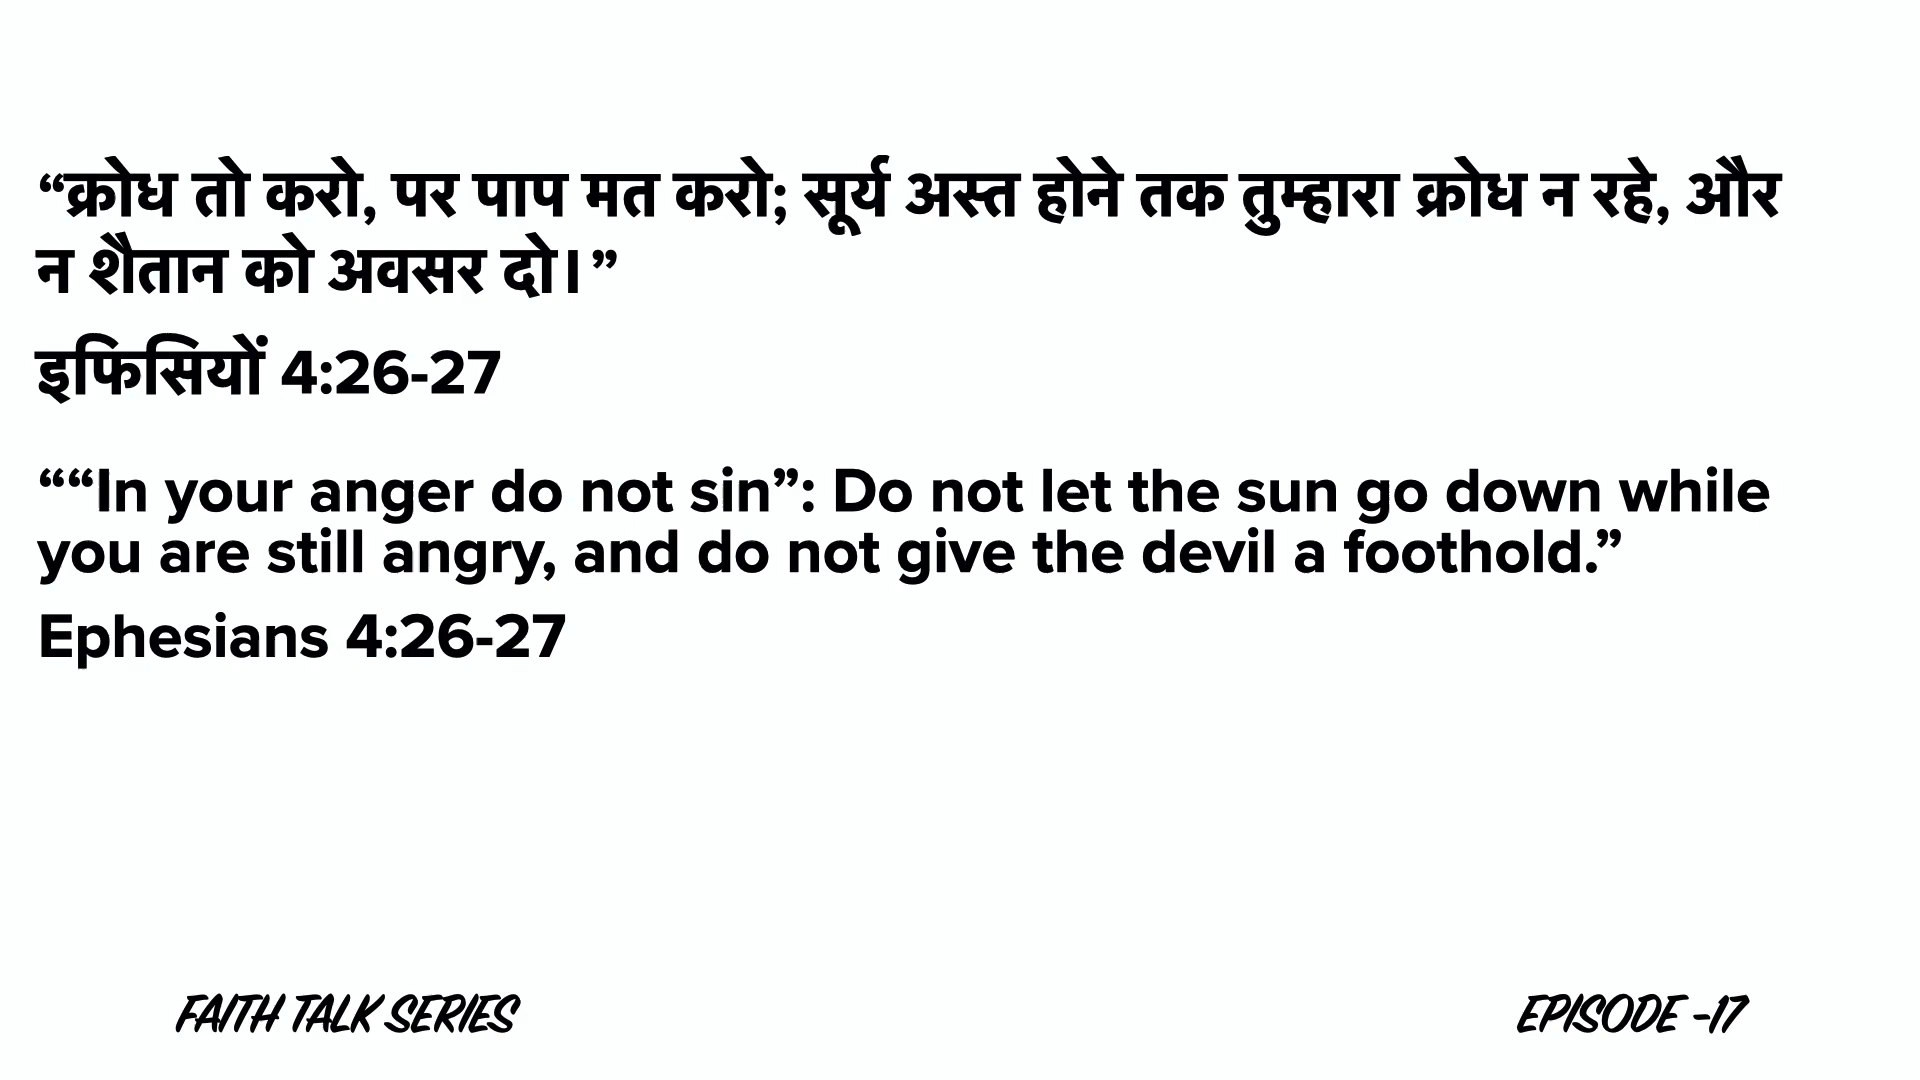 “क्रोध तो करो, पर पाप मत करो; सूर्य अस्त होने तक तुम्हारा क्रोध न रहे, और
न शैतान को अवसर दो।”
इफिसियों 4:26-27
““In your anger do not sin”: Do not let the sun go down while
you are still angry, and do not give the devil a foothold.”
Ephesians 4:26-27
FAITH TALK SERIES
EPISODE -17